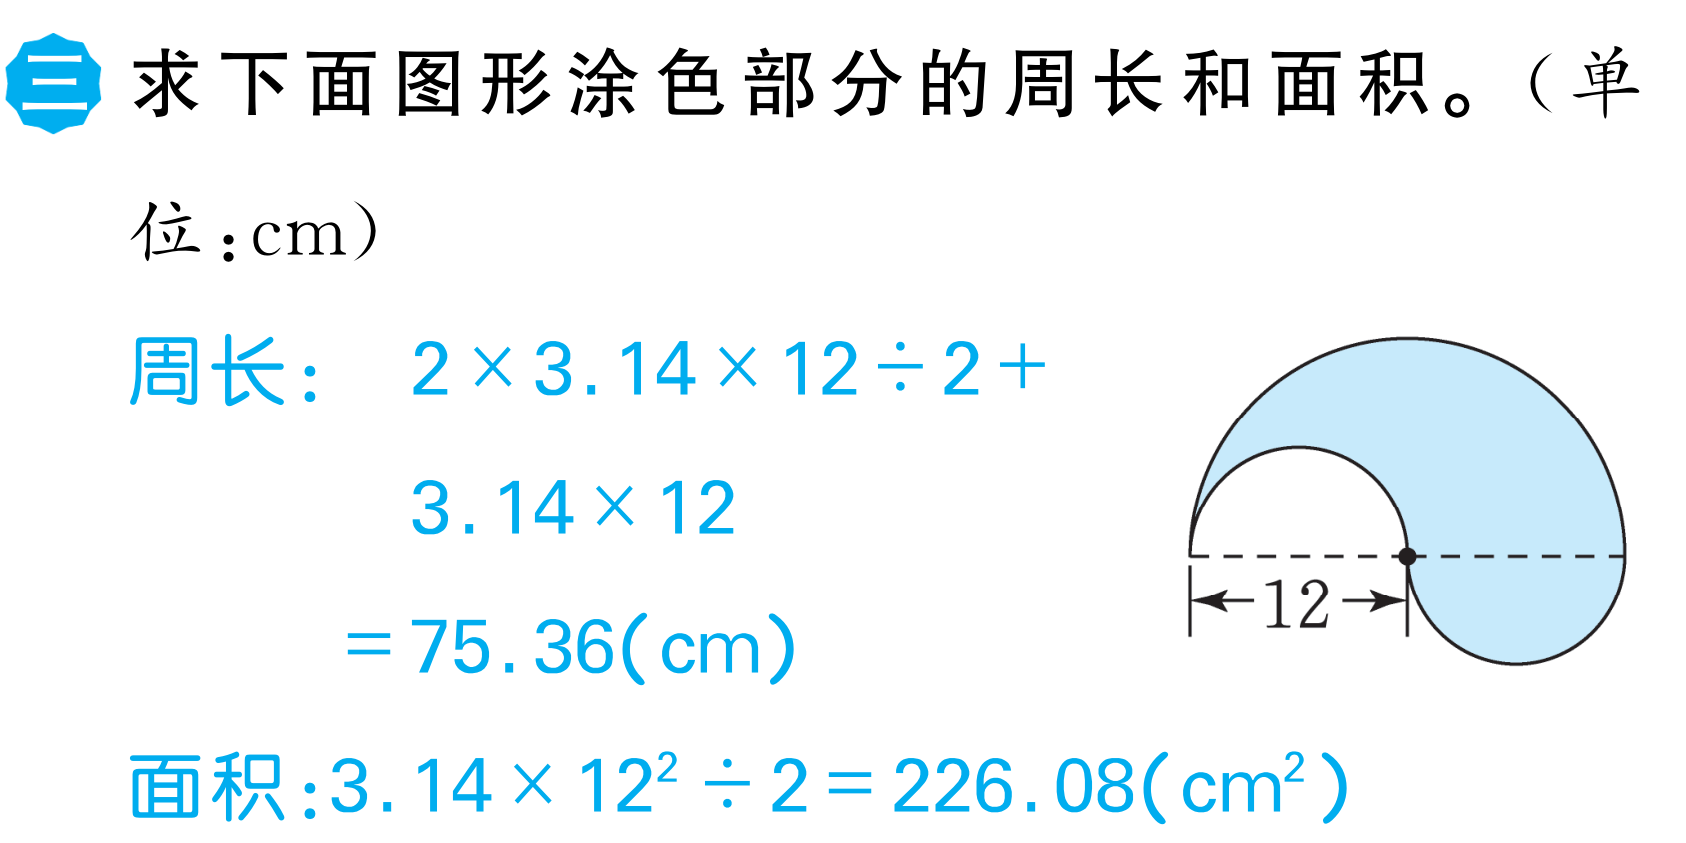 三 求下面图形涂色部分的周长和面积。(单
位:cm)
周长: 2×3.14×12÷2+
3.14×12
=75.36(cm)
12
面积:3.14×12²÷2=226.08(cm²)